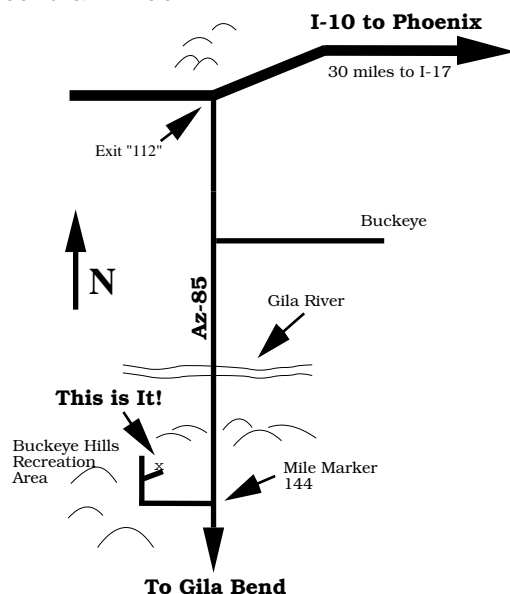 I-10 to Phoenix
30 miles to I-17
Exit "112"
Buckeye
N
Az-85
Gila River
This is It!
Buckeye Hills
Recreation
Area
x
Mile Marker
144
To Gila Bend